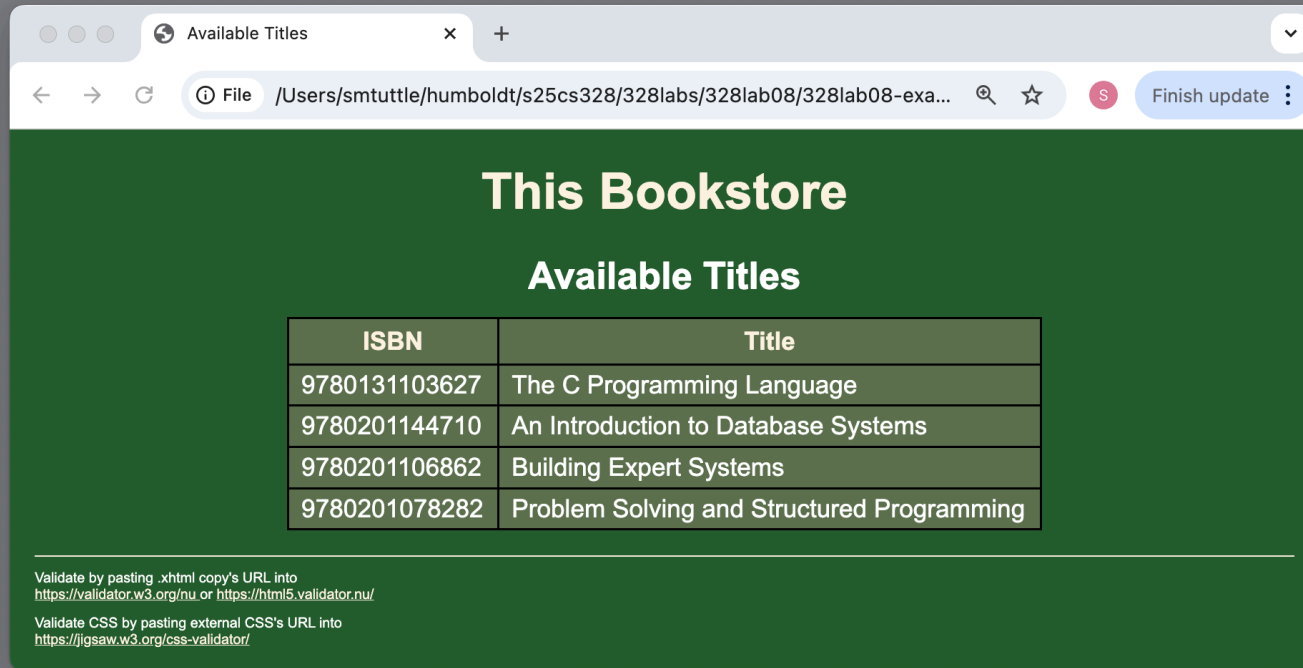 Available Titles
File /Users/smtuttle/humboldt/s25cs328/328labs/328lab08/328lab08-exa...
S
Finish update
This Bookstore
Available Titles
ISBN Title
9780131103627 The C Programming Language
9780201144710 An Introduction to Database Systems
9780201106862 Building Expert Systems
9780201078282 Problem Solving and Structured Programming
Validate by pasting .xhtml copy's URL into
https://validator.w3.org/nu or https://html5.validator.nu/
Validate CSS by pasting external CSS's URL into
https://jigsaw.w3.org/css-validator/